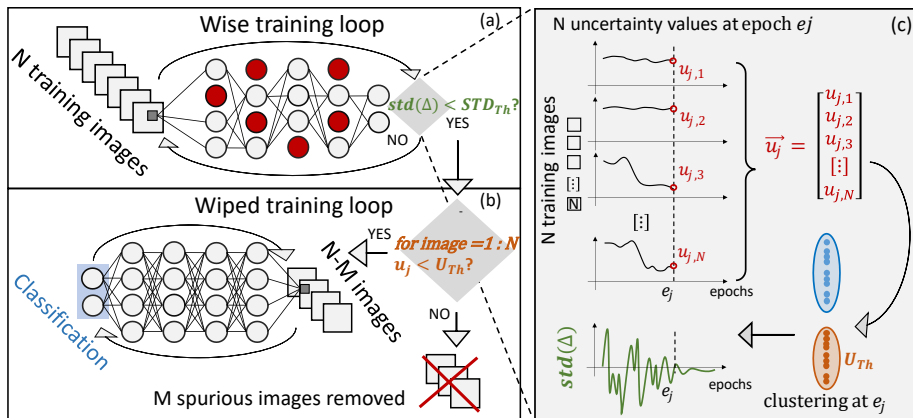 Wise training loop
(a)
N training images
std(Δ) < STD_Th?
NO
YES
(b)
Wiped training loop
YES
for image = 1 : N
u_j < U_Th?
N-M images
Classification
NO
M spurious images removed
(c)
N uncertainty values at epoch ej
u_j,1
u_j,2
u_j,3
[⋮]
u_j,N
N training images
[⋮]
N
e_j
epochs
u_j =
u_j,1
u_j,2
u_j,3
[⋮]
u_j,N
std(Δ)
e_j
epochs
U_Th
clustering at e_j